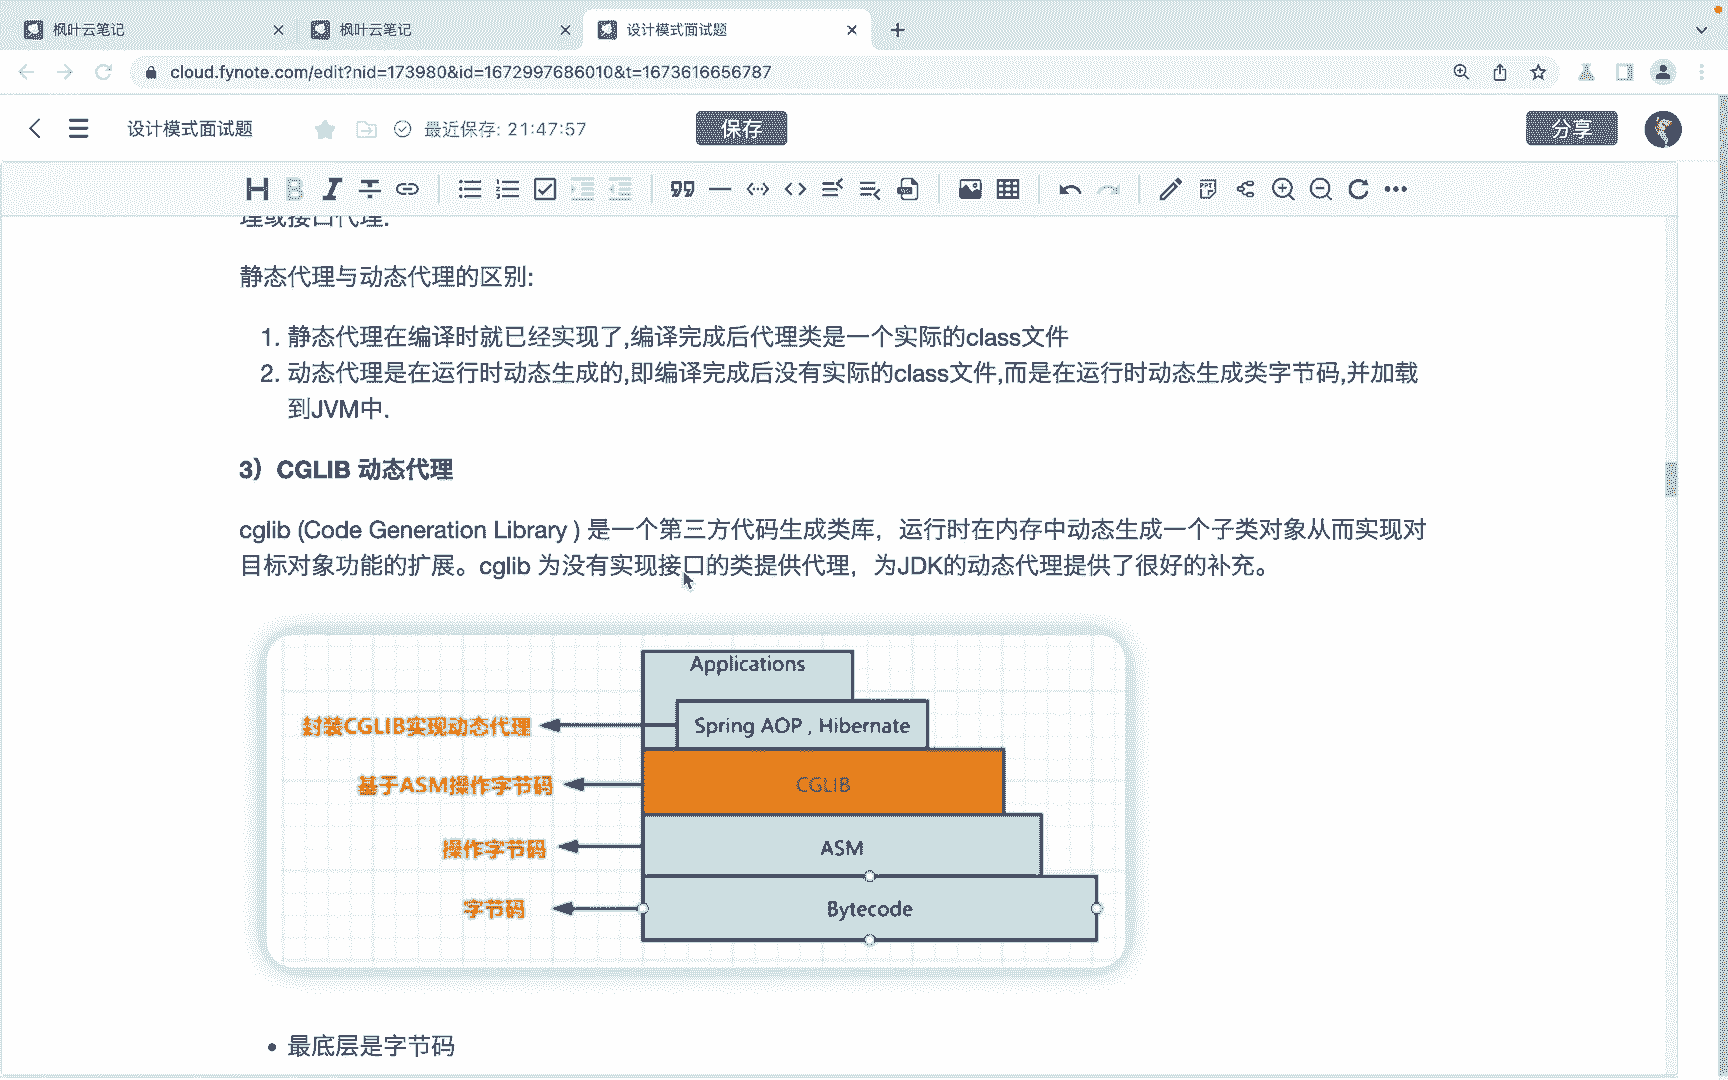 枫叶云笔记
枫叶云笔记
设计模式面试题
cloud.fynote.com/edit?nid=173980&id=1672997686010&t=1673616656787
设计模式面试题
最近保存: 21:47:57
保存
分享
理或接口代理.
静态代理与动态代理的区别:
1. 静态代理在编译时就已经实现了,编译完成后代理类是一个实际的class文件
2. 动态代理是在运行时动态生成的,即编译完成后没有实际的class文件,而是在运行时动态生成类字节码,并加载
到JVM中.
3）CGLIB 动态代理
cglib (Code Generation Library ) 是一个第三方代码生成类库，运行时在内存中动态生成一个子类对象从而实现对
目标对象功能的扩展。cglib 为没有实现接口的类提供代理，为JDK的动态代理提供了很好的补充。
Applications
封装CGLIB实现动态代理
Spring AOP , Hibernate
基于ASM操作字节码
CGLIB
操作字节码
ASM
字节码
Bytecode
• 最底层是字节码